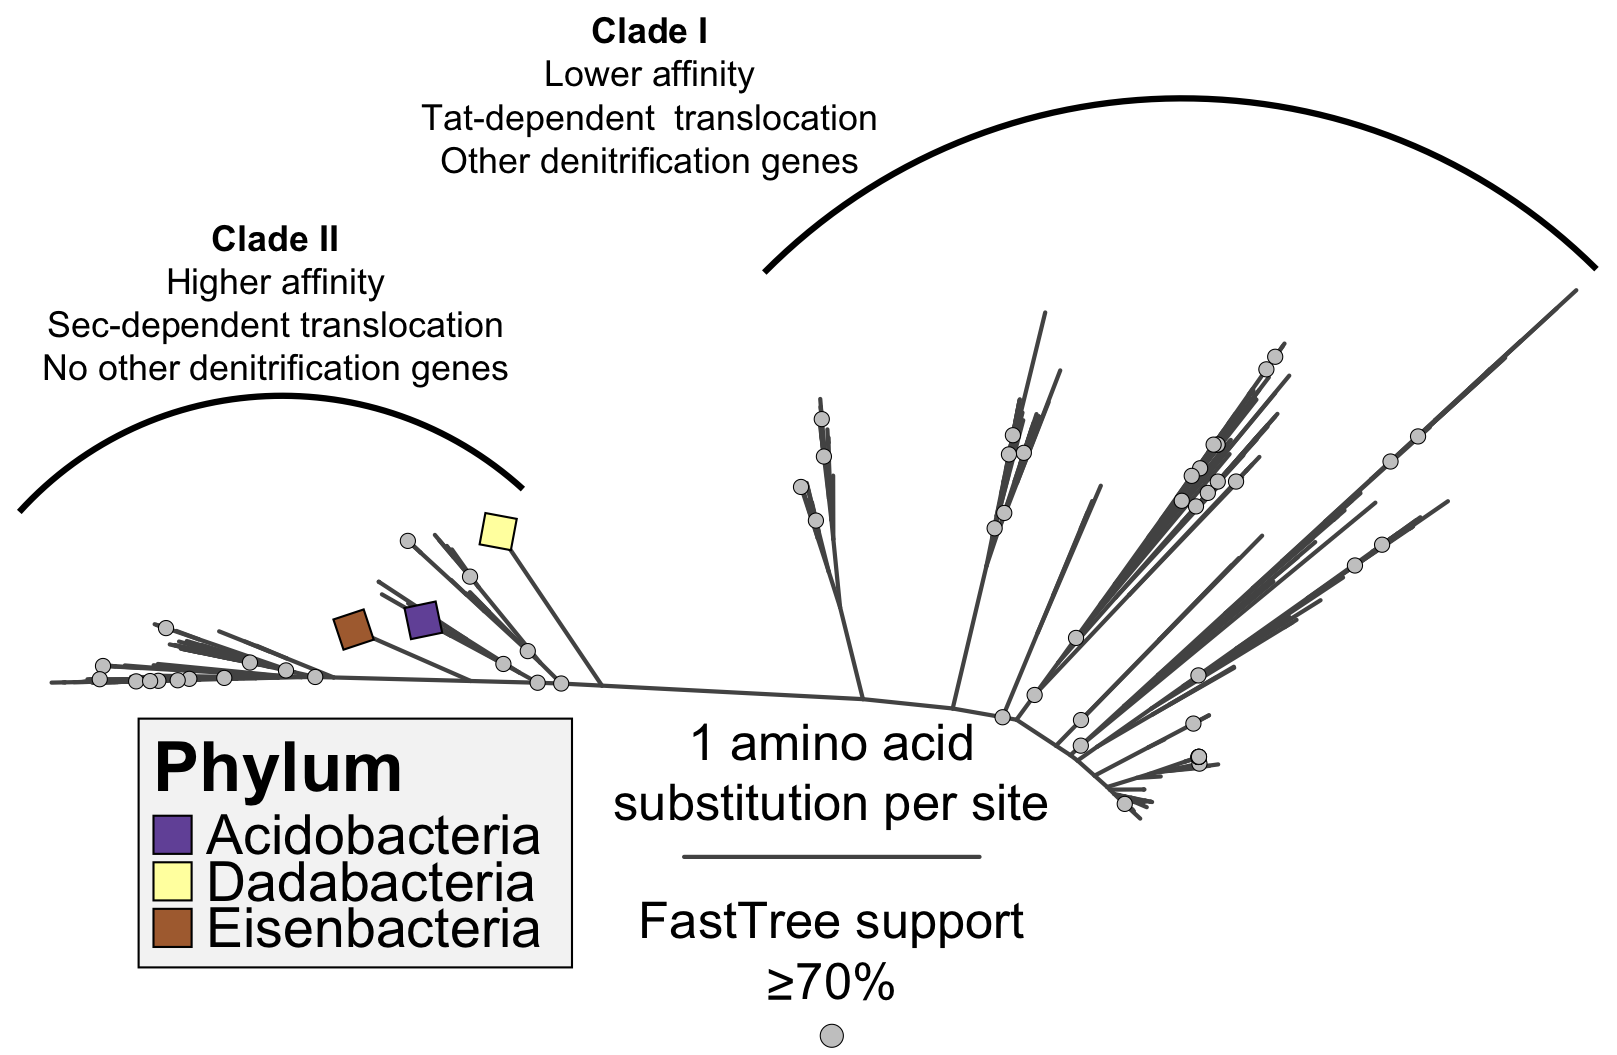 Clade I
Lower affinity
Tat-dependent  translocation
Other denitrification genes
Clade II
Higher affinity
Sec-dependent translocation
No other denitrification genes
Phylum
Acidobacteria
Dadabacteria
Eisenbacteria
1 amino acid
substitution per site
FastTree support
≥70%